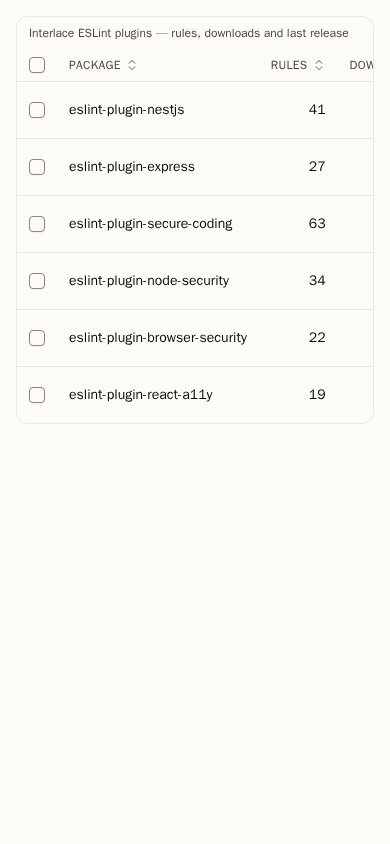 Interlace ESLint plugins — rules, downloads and last release
PACKAGE RULES DOW
eslint-plugin-nestjs 41
eslint-plugin-express 27
eslint-plugin-secure-coding 63
eslint-plugin-node-security 34
eslint-plugin-browser-security 22
eslint-plugin-react-a11y 19